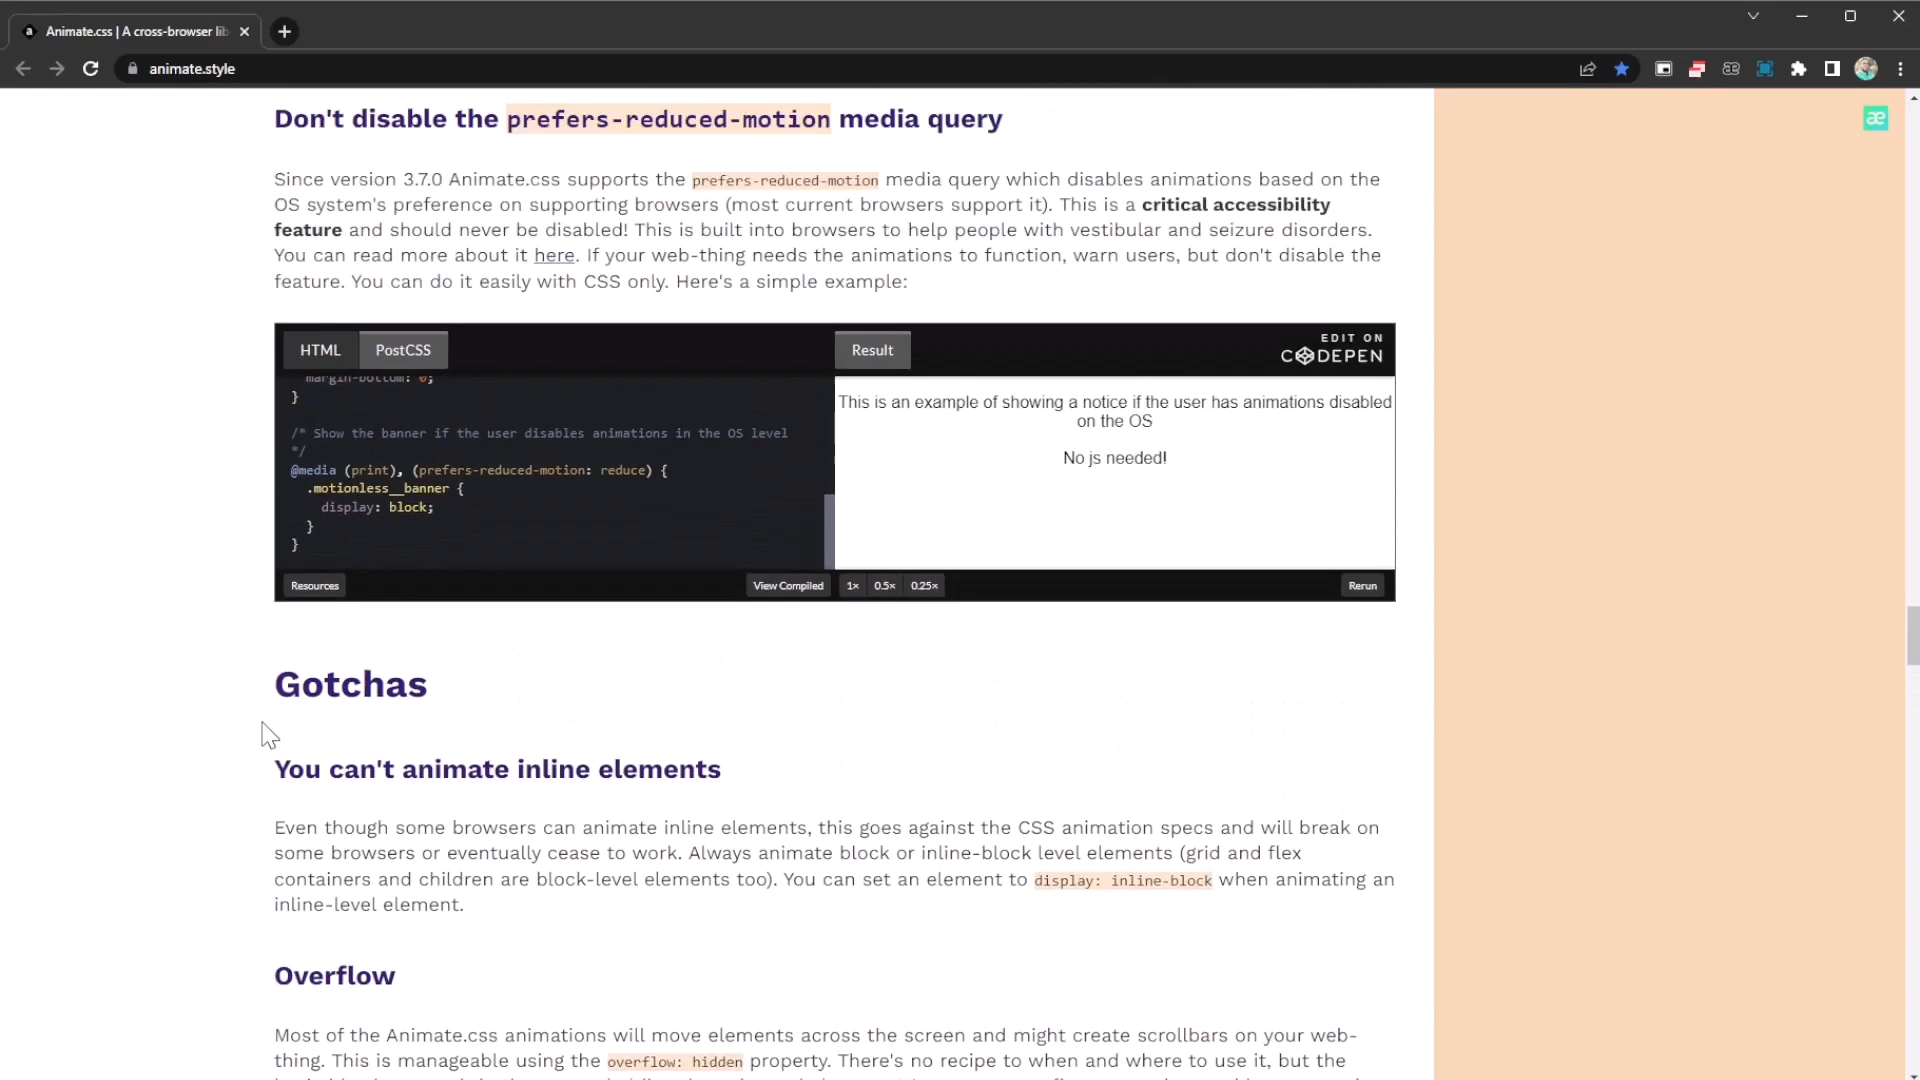 Animate.css | A cross-browser lib
animate.style
Don't disable the prefers-reduced-motion media query
Since version 3.7.0 Animate.css supports the prefers-reduced-motion media query which disables animations based on the
OS system's preference on supporting browsers (most current browsers support it). This is a critical accessibility
feature and should never be disabled! This is built into browsers to help people with vestibular and seizure disorders.
You can read more about it here. If your web-thing needs the animations to function, warn users, but don't disable the
feature. You can do it easily with CSS only. Here's a simple example:
HTML PostCSS
Result
EDIT ON
CODEPEN
margin-bottom: 0;
}
/* Show the banner if the user disables animations in the OS level
*/
@media (print), (prefers-reduced-motion: reduce) {
.motionless__banner {
display: block;
}
}
This is an example of showing a notice if the user has animations disabled
on the OS
No js needed!
Resources
View Compiled
1× 0.5× 0.25×
Rerun
Gotchas
You can't animate inline elements
Even though some browsers can animate inline elements, this goes against the CSS animation specs and will break on
some browsers or eventually cease to work. Always animate block or inline-block level elements (grid and flex
containers and children are block-level elements too). You can set an element to display: inline-block when animating an
inline-level element.
Overflow
Most of the Animate.css animations will move elements across the screen and might create scrollbars on your web-
thing. This is manageable using the overflow: hidden property. There's no recipe to when and where to use it, but the